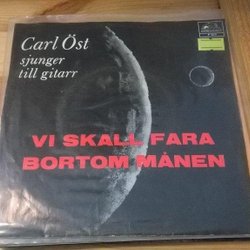 Carl Öst
sjunger
till gitarr
VI SKALL FARA
BORTOM MÅNEN